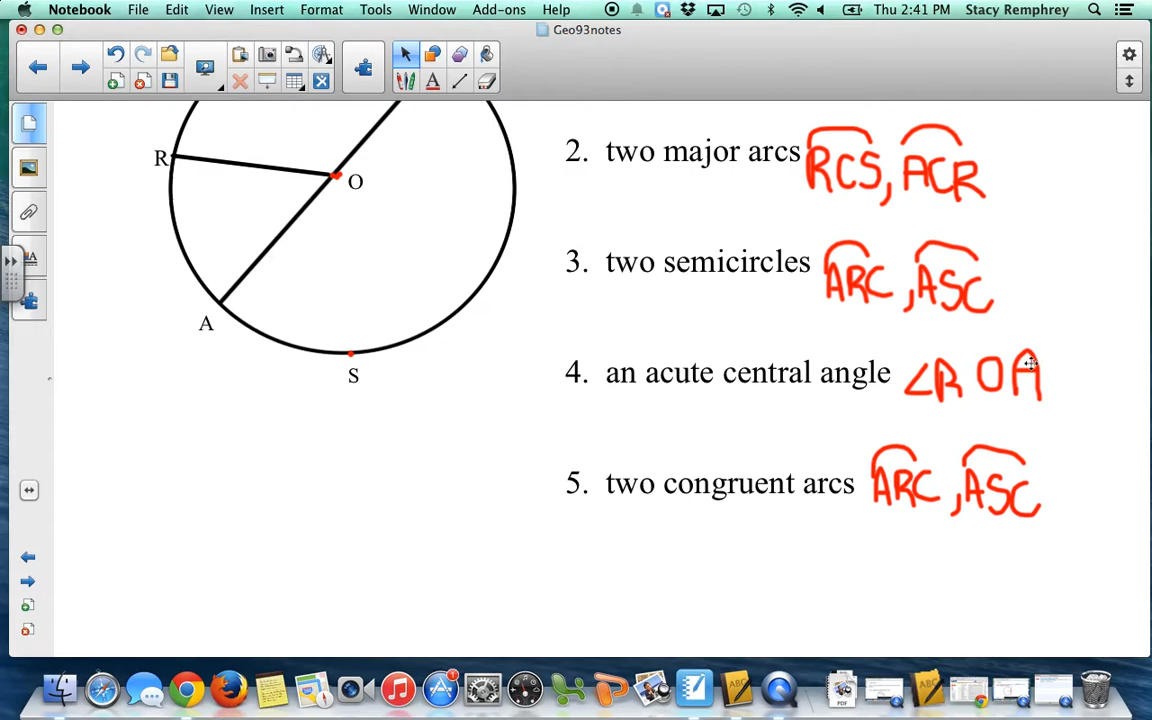 Notebook File Edit View Insert Format Tools Window Add-ons Help Thu 2:41 PM Stacy Remphrey
Geo93notes
R
O
A
S
2. two major arcs RCS, ACR
3. two semicircles ARC, ASC
4. an acute central angle ∠ROA
5. two congruent arcs ARC, ASC